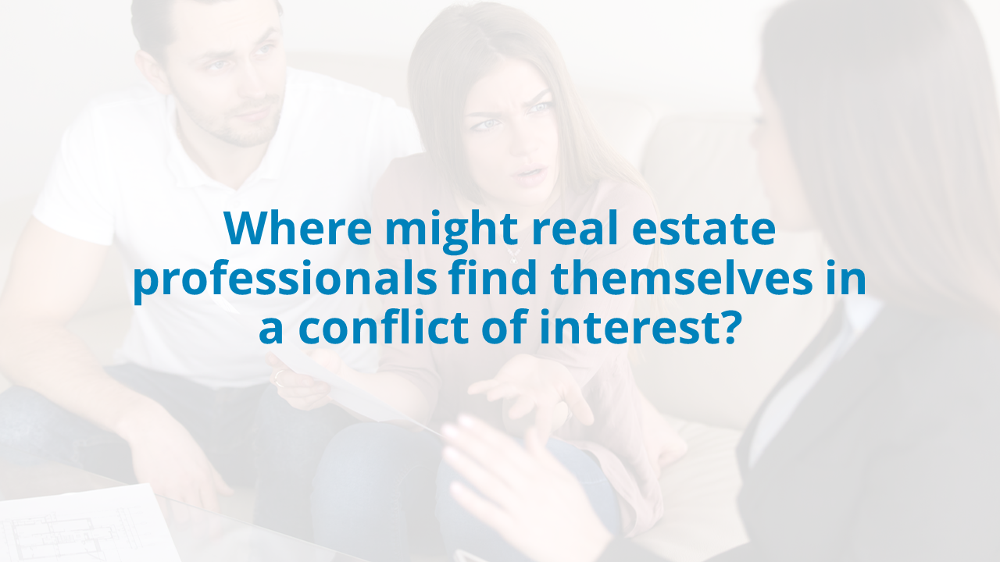 Where might real estate
professionals find themselves in
a conflict of interest?